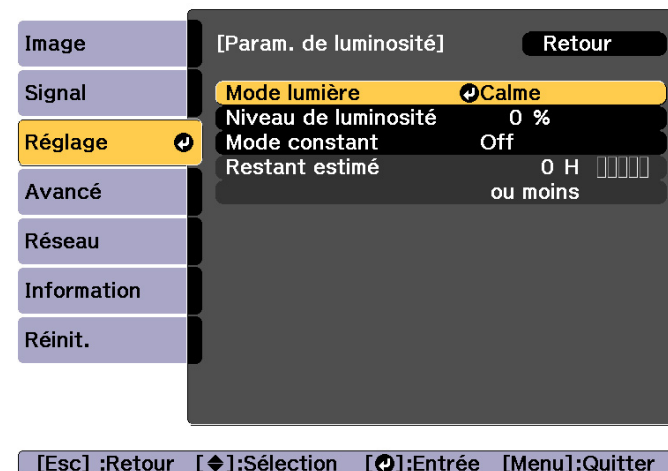 Image
Signal
Réglage
Avancé
Réseau
Information
Réinit.
[Param. de luminosité] Retour
Mode lumière Calme
Niveau de luminosité 0 %
Mode constant Off
Restant estimé 0 H
ou moins
[Esc] :Retour [◆]:Sélection [↵]:Entrée [Menu]:Quitter